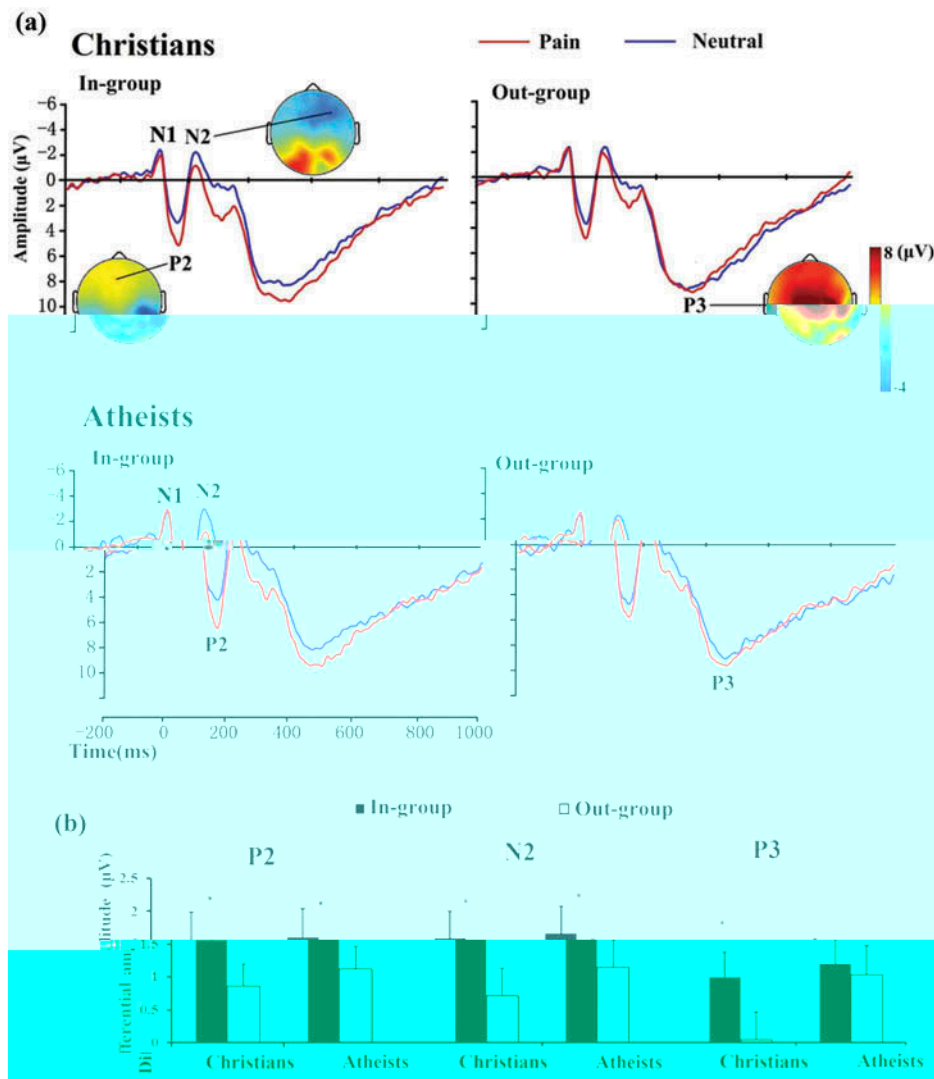 (a)
Christians
Pain
Neutral
In-group
Out-group
-6
-4
-2
0
2
4
6
8
10
Amplitude (μV)
N1
N2
P2
P3
8 (μV)
-4
Atheists
In-group
Out-group
-6
-4
-2
0
2
4
6
8
10
N1
N2
P2
P3
-200
0
200
400
600
800
1000
Time(ms)
(b)
In-group
Out-group
P2
N2
P3
2.5
2
1.5
1
0.5
0
Christians
Atheists
Christians
Atheists
Christians
Atheists